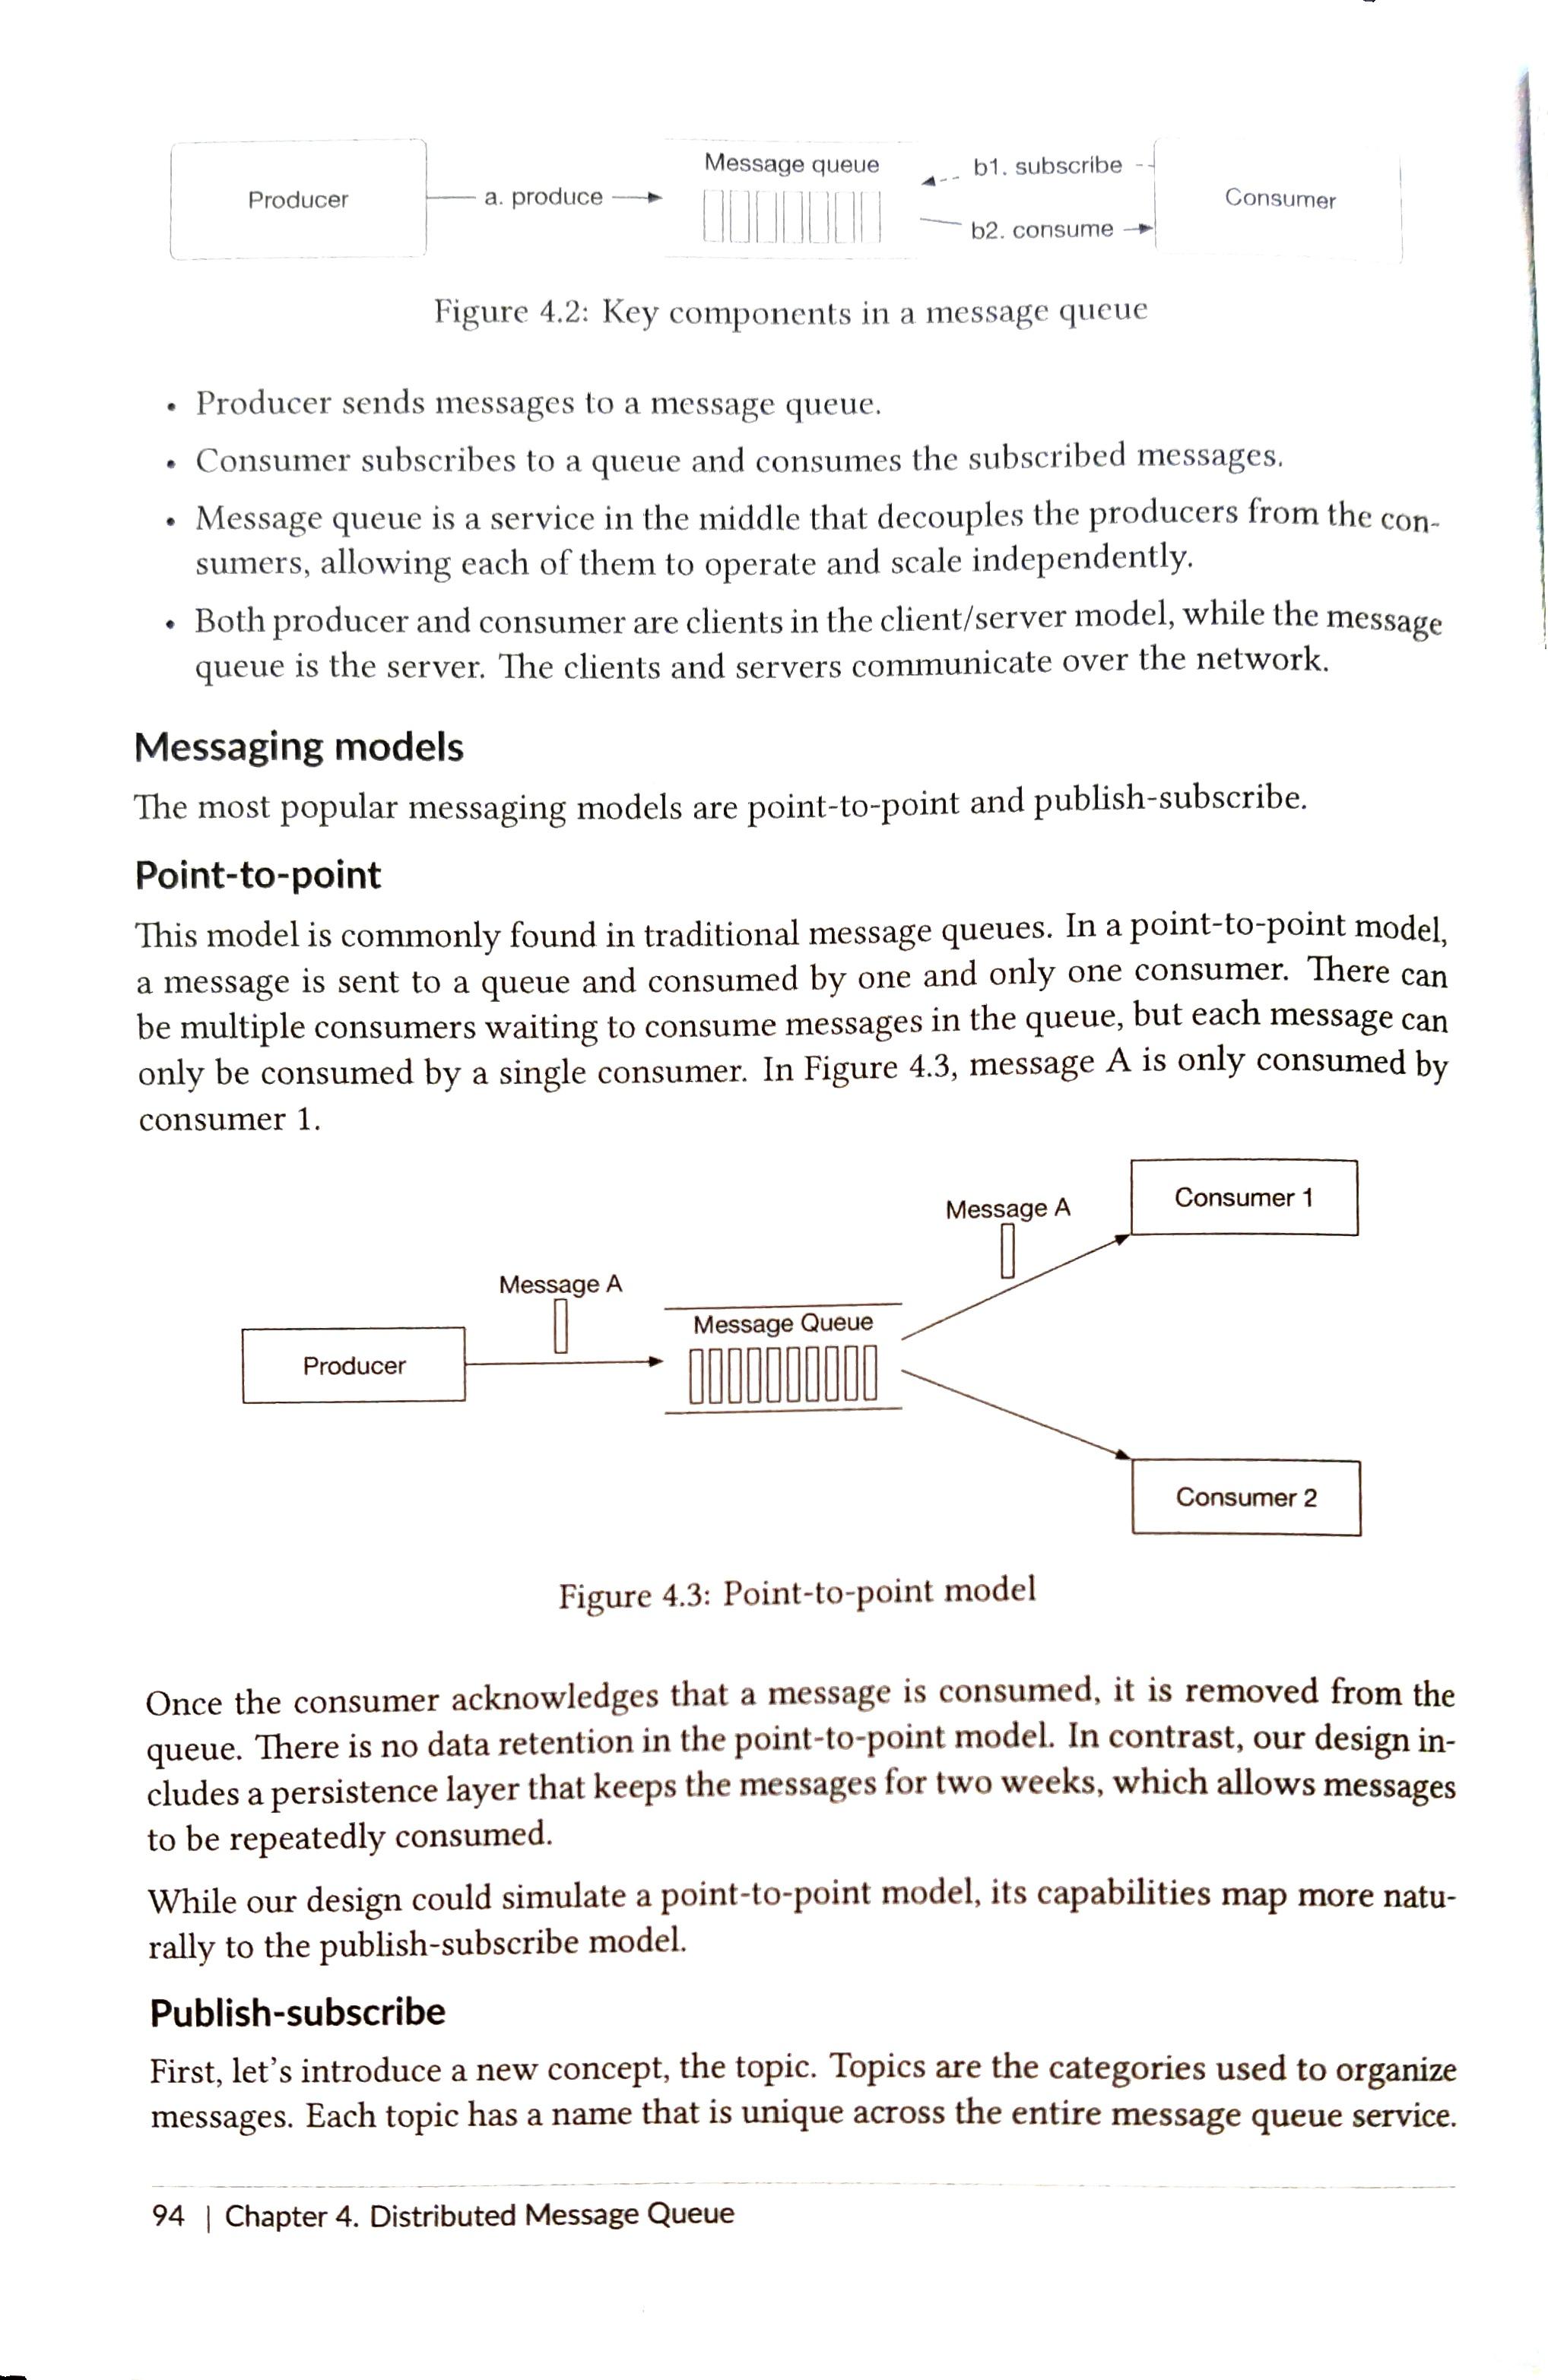 Producer
a. produce
Message queue
b1. subscribe
b2. consume
Consumer
Figure 4.2: Key components in a message queue
• Producer sends messages to a message queue.
• Consumer subscribes to a queue and consumes the subscribed messages.
• Message queue is a service in the middle that decouples the producers from the con-
sumers, allowing each of them to operate and scale independently.
• Both producer and consumer are clients in the client/server model, while the message
queue is the server. The clients and servers communicate over the network.
Messaging models
The most popular messaging models are point-to-point and publish-subscribe.
Point-to-point
This model is commonly found in traditional message queues. In a point-to-point model,
a message is sent to a queue and consumed by one and only one consumer. There can
be multiple consumers waiting to consume messages in the queue, but each message can
only be consumed by a single consumer. In Figure 4.3, message A is only consumed by
consumer 1.
Message A
Consumer 1
Message A
Message Queue
Producer
Consumer 2
Figure 4.3: Point-to-point model
Once the consumer acknowledges that a message is consumed, it is removed from the
queue. There is no data retention in the point-to-point model. In contrast, our design in-
cludes a persistence layer that keeps the messages for two weeks, which allows messages
to be repeatedly consumed.
While our design could simulate a point-to-point model, its capabilities map more natu-
rally to the publish-subscribe model.
Publish-subscribe
First, let's introduce a new concept, the topic. Topics are the categories used to organize
messages. Each topic has a name that is unique across the entire message queue service.
94 | Chapter 4. Distributed Message Queue